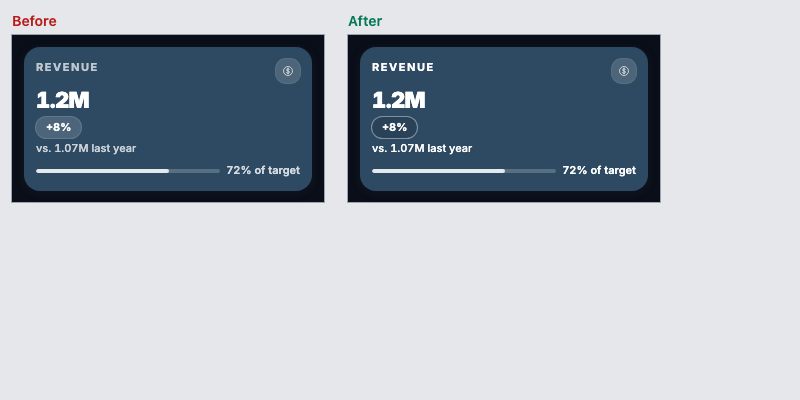 Before
REVENUE
1.2M
+8%
vs. 1.07M last year
72% of target
After
REVENUE
1.2M
+8%
vs. 1.07M last year
72% of target